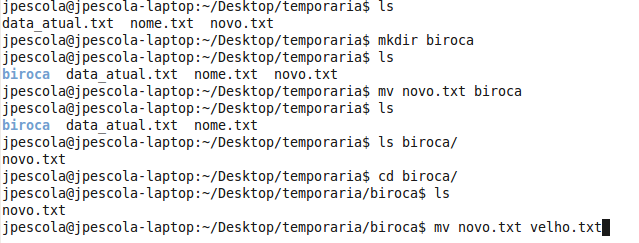 jpescola@jpescola-laptop:~/Desktop/temporaria$ ls
data_atual.txt  nome.txt  novo.txt
jpescola@jpescola-laptop:~/Desktop/temporaria$ mkdir biroca
jpescola@jpescola-laptop:~/Desktop/temporaria$ ls
biroca  data_atual.txt  nome.txt  novo.txt
jpescola@jpescola-laptop:~/Desktop/temporaria$ mv novo.txt biroca
jpescola@jpescola-laptop:~/Desktop/temporaria$ ls
biroca  data_atual.txt  nome.txt
jpescola@jpescola-laptop:~/Desktop/temporaria$ ls biroca/
novo.txt
jpescola@jpescola-laptop:~/Desktop/temporaria$ cd biroca/
jpescola@jpescola-laptop:~/Desktop/temporaria/biroca$ ls
novo.txt
jpescola@jpescola-laptop:~/Desktop/temporaria/biroca$ mv novo.txt velho.txt